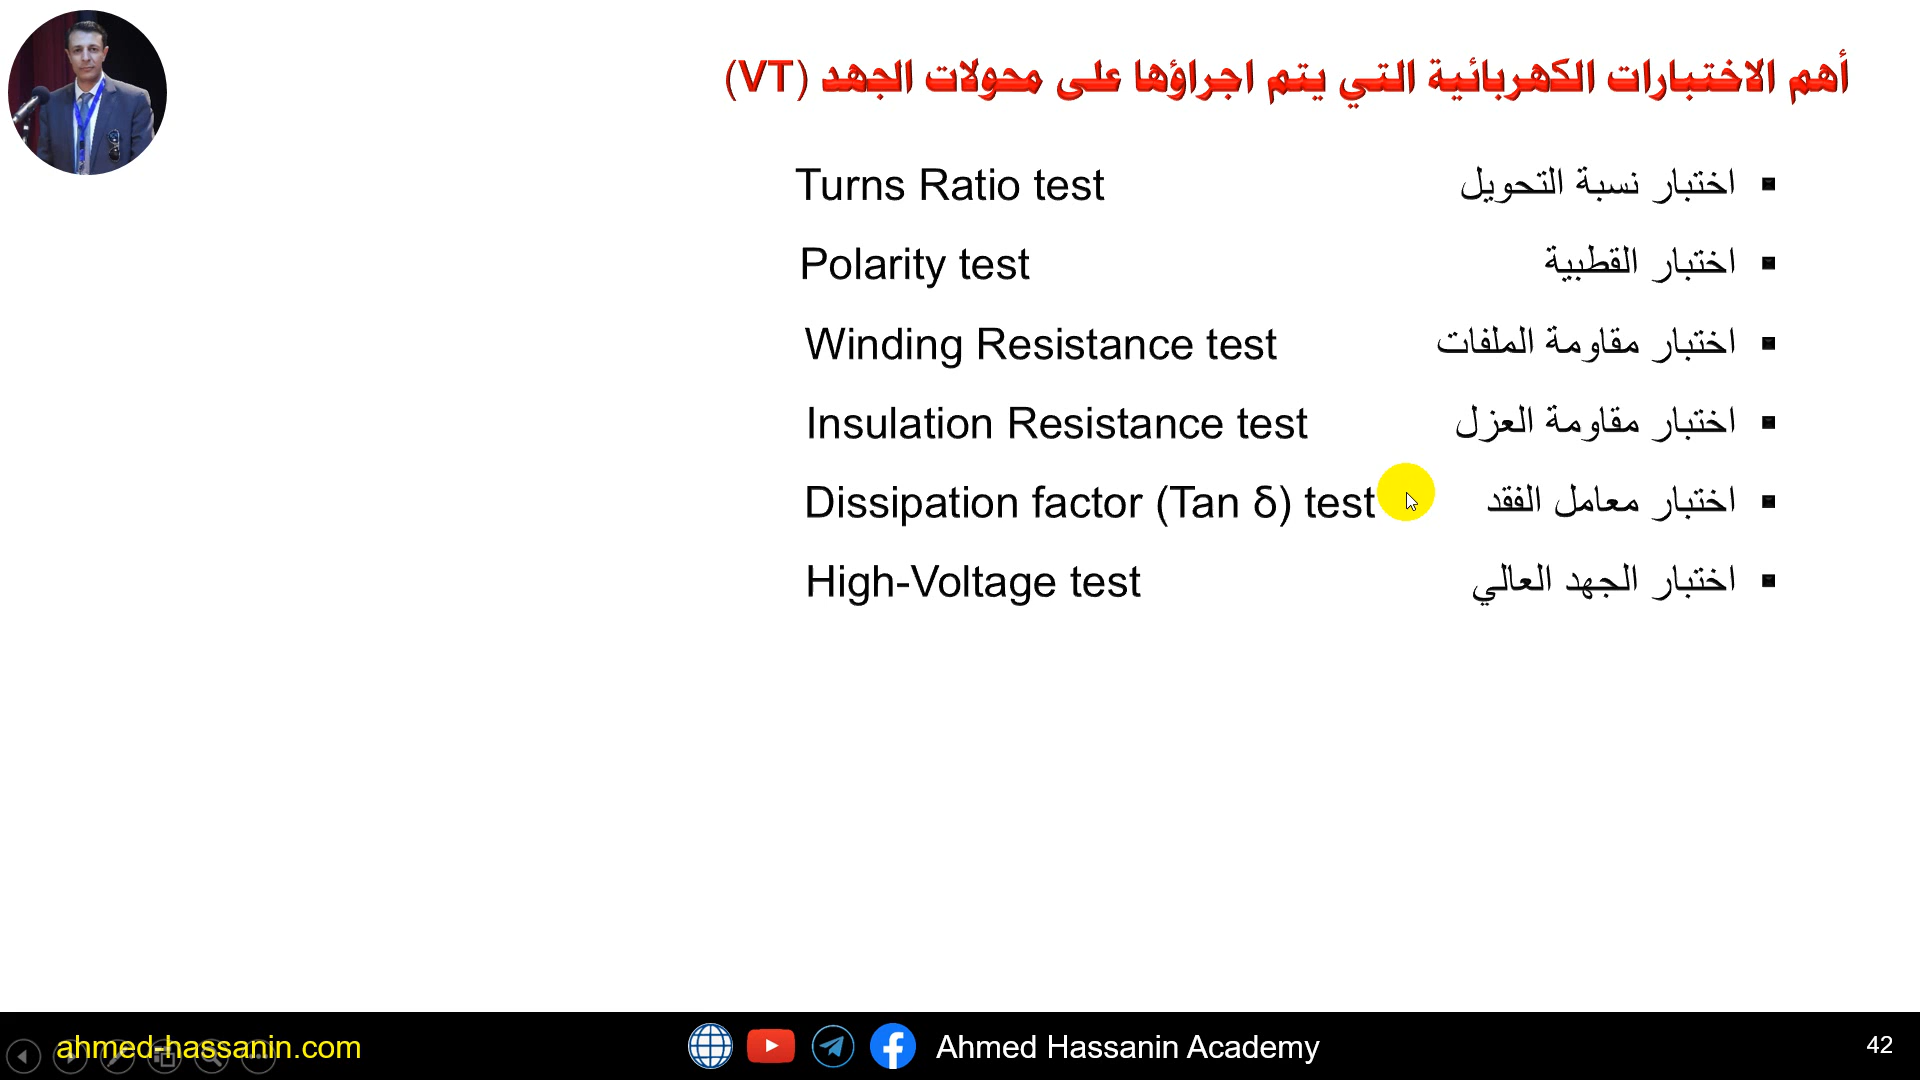 أهم الاختبارات الكهربائية التي يتم اجراؤها على محولات الجهد (VT)
▪ اختبار نسبة التحويل Turns Ratio test
▪ اختبار القطبية Polarity test
▪ اختبار مقاومة الملفات Winding Resistance test
▪ اختبار مقاومة العزل Insulation Resistance test
▪ اختبار معامل الفقد Dissipation factor (Tan δ) test
▪ اختبار الجهد العالي High-Voltage test
ahmed-hassanin.com Ahmed Hassanin Academy 42